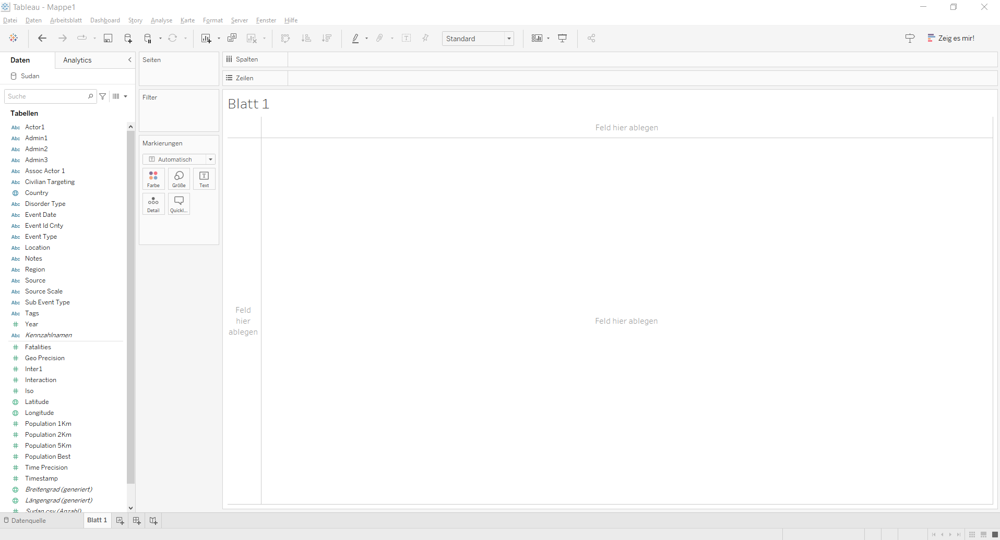 Tableau - Mappe1
Datei Daten Arbeitsblatt Dashboard Story Analyse Karte Format Server Fenster Hilfe
Standard
Zeig es mir!
Daten Analytics
Sudan
Suche
Tabellen
Abc Actor1
Abc Admin1
Abc Admin2
Abc Admin3
Abc Assoc Actor 1
Abc Civilian Targeting
Country
Abc Disorder Type
Abc Event Date
Abc Event Id Cnty
Abc Event Type
Abc Location
Abc Notes
Abc Region
Abc Source
Abc Source Scale
Abc Sub Event Type
Abc Tags
# Year
Abc Kennzahlnamen
# Fatalities
# Geo Precision
# Inter1
# Interaction
# Iso
Latitude
Longitude
# Population 1Km
# Population 2Km
# Population 5Km
# Population Best
# Time Precision
# Timestamp
Breitengrad (generiert)
Längengrad (generiert)
# Sudan.csv (Anzahl)
Seiten
Filter
Markierungen
T Automatisch
Farbe Größe Text
Detail Quickl...
Spalten
Zeilen
Blatt 1
Feld hier ablegen
Feld
hier
ablegen
Feld hier ablegen
Datenquelle Blatt 1